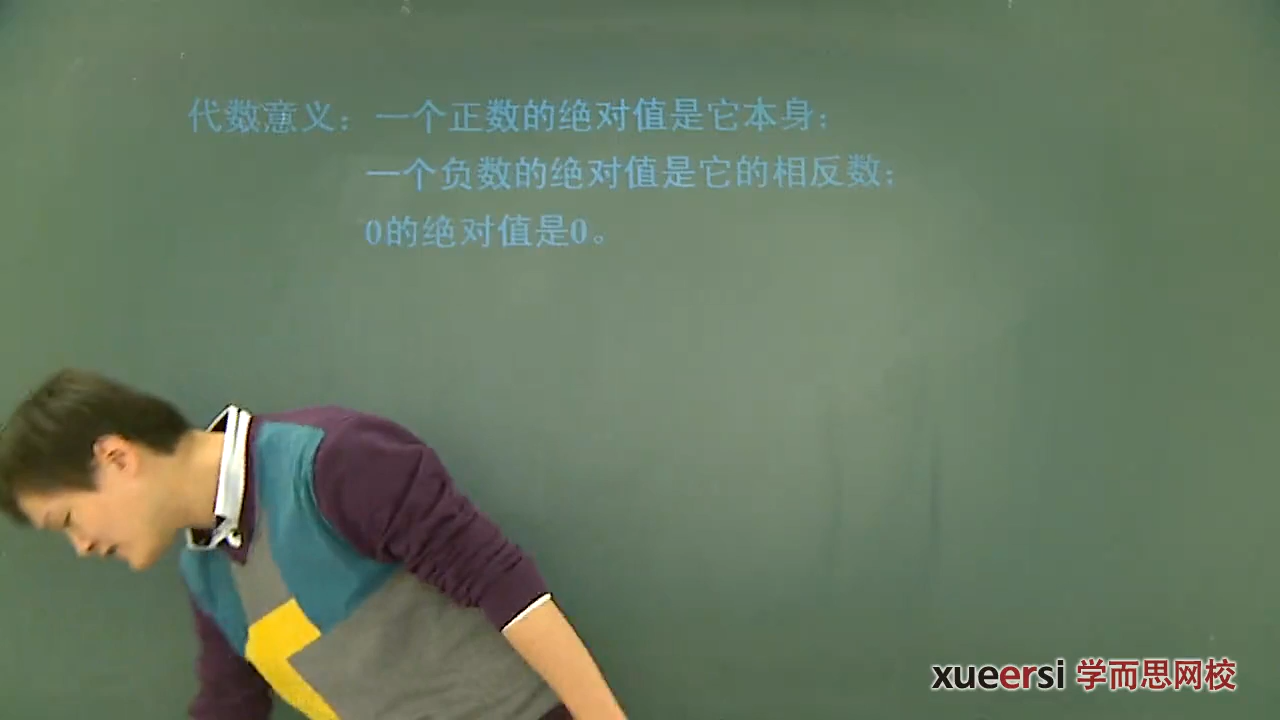 代数意义：一个正数的绝对值是它本身；
一个负数的绝对值是它的相反数；
0的绝对值是0。
xueersi 学而思网校